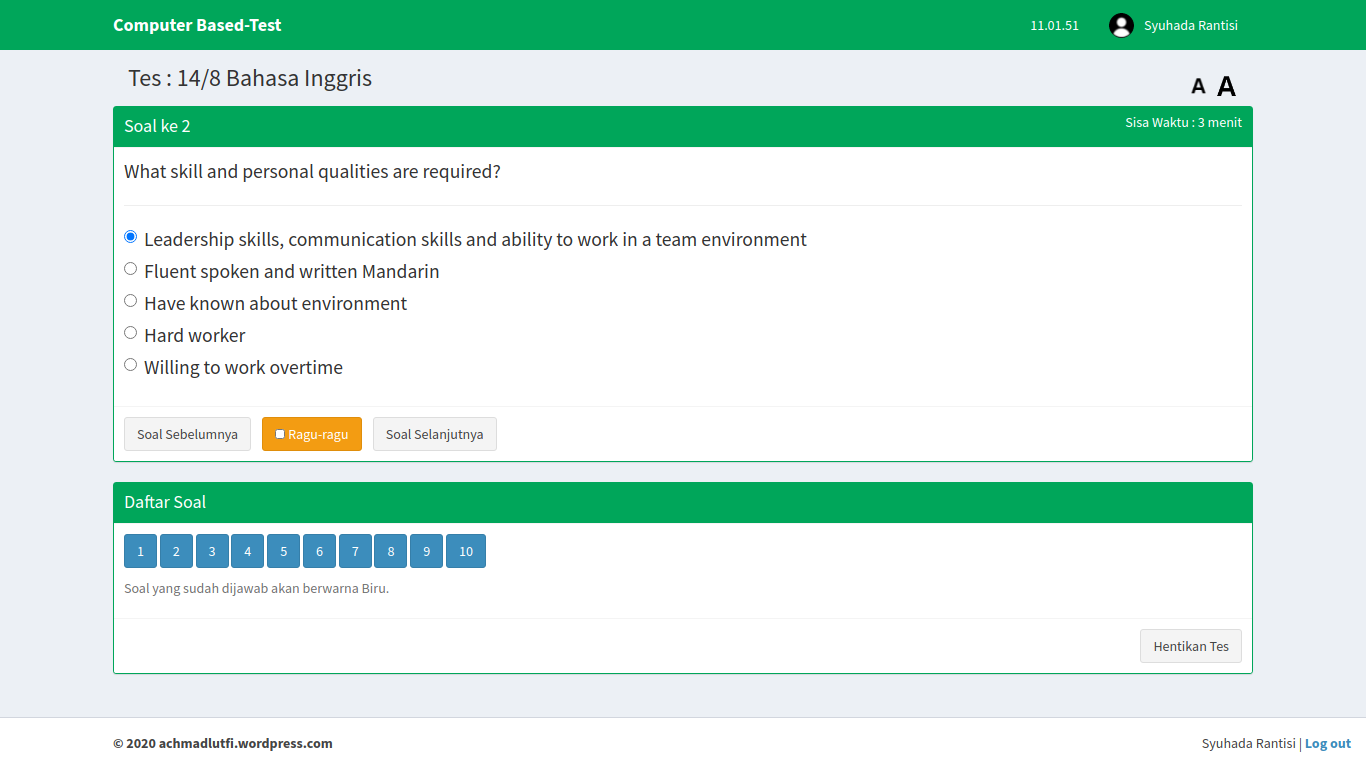 Computer Based-Test
11.01.51
Syuhada Rantisi
Tes : 14/8 Bahasa Inggris
A A
Soal ke 2
Sisa Waktu : 3 menit
What skill and personal qualities are required?
Leadership skills, communication skills and ability to work in a team environment
Fluent spoken and written Mandarin
Have known about environment
Hard worker
Willing to work overtime
Soal Sebelumnya
Ragu-ragu
Soal Selanjutnya
Daftar Soal
1 2 3 4 5 6 7 8 9 10
Soal yang sudah dijawab akan berwarna Biru.
Hentikan Tes
© 2020 achmadlutfi.wordpress.com
Syuhada Rantisi | Log out